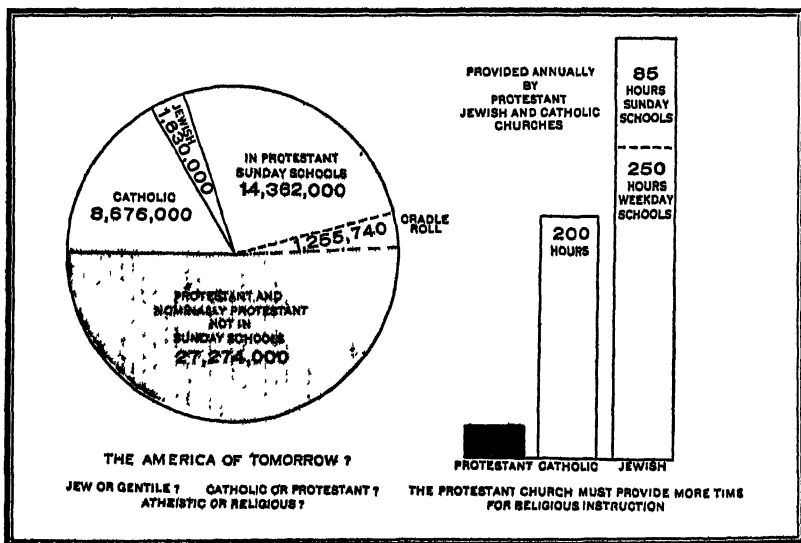 JEWISH
1,630,000
IN PROTESTANT
SUNDAY SCHOOLS
14,362,000
CATHOLIC
8,676,000
CRADLE
ROLL
1,255,740
PROTESTANT AND
NOMINALLY PROTESTANT
NOT IN
SUNDAY SCHOOLS
27,274,000
THE AMERICA OF TOMORROW?
JEW OR GENTILE? CATHOLIC OR PROTESTANT?
ATHEISTIC OR RELIGIOUS?
PROVIDED ANNUALLY
BY
PROTESTANT
JEWISH AND CATHOLIC
CHURCHES
85
HOURS
SUNDAY
SCHOOLS
250
HOURS
WEEKDAY
SCHOOLS
200
HOURS
PROTESTANT CATHOLIC JEWISH
THE PROTESTANT CHURCH MUST PROVIDE MORE TIME
FOR RELIGIOUS INSTRUCTION